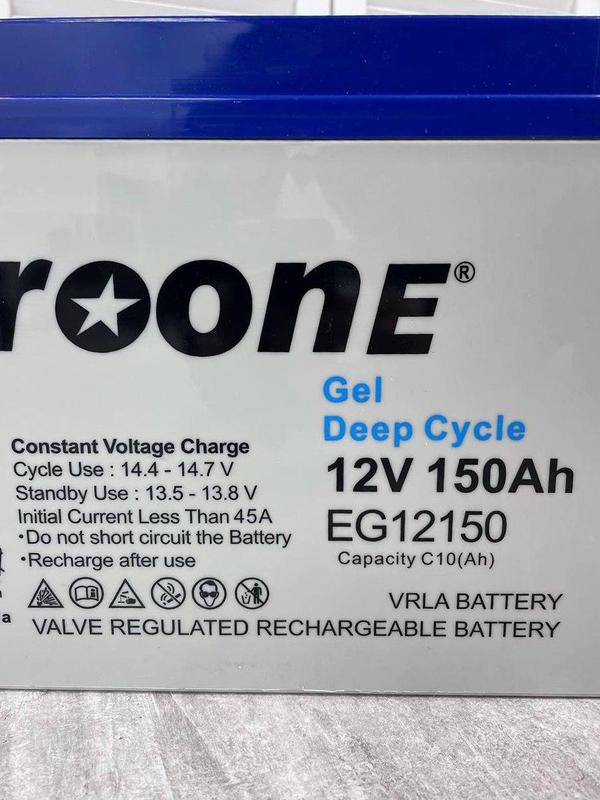 roonE®
Gel
Deep Cycle
12V 150Ah
EG12150
Capacity C10(Ah)
Constant Voltage Charge
Cycle Use : 14.4 - 14.7 V
Standby Use : 13.5 - 13.8 V
Initial Current Less Than 45A
•Do not short circuit the Battery
•Recharge after use
VRLA BATTERY
VALVE REGULATED RECHARGEABLE BATTERY